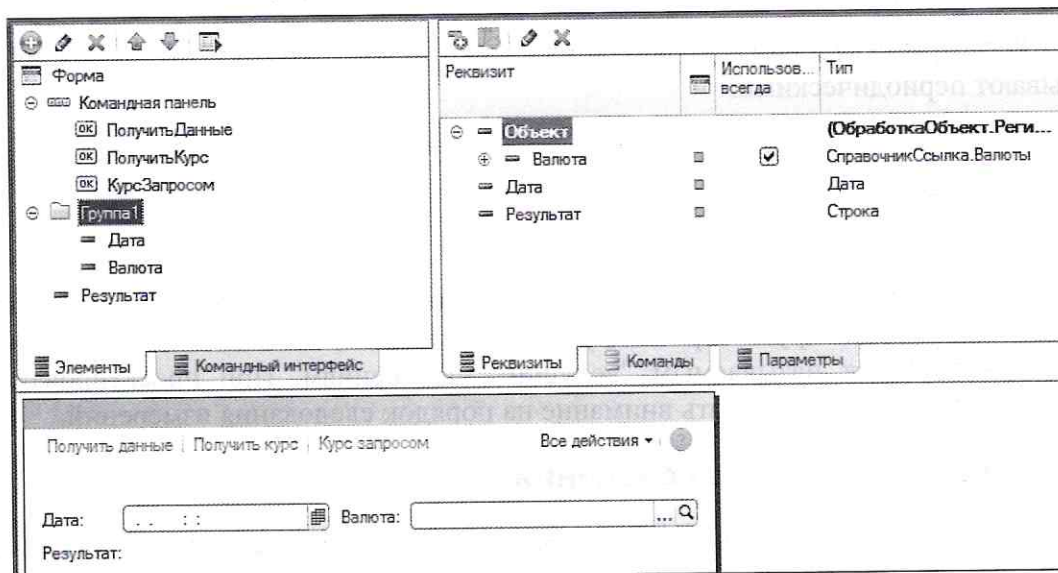 Форма
Командная панель
ПолучитьДанные
ПолучитьКурс
КурсЗапросом
Группа1
Дата
Валюта
Результат
Элементы
Командный интерфейс
Реквизит
Использов... всегда
Тип
Объект
(ОбработкаОбъект.Реги...
Валюта
СправочникСсылка.Валюты
Дата
Дата
Результат
Строка
Реквизиты
Команды
Параметры
Получить данные
Получить курс
Курс запросом
Все действия
Дата:
. . : :
Валюта:
...
Результат: